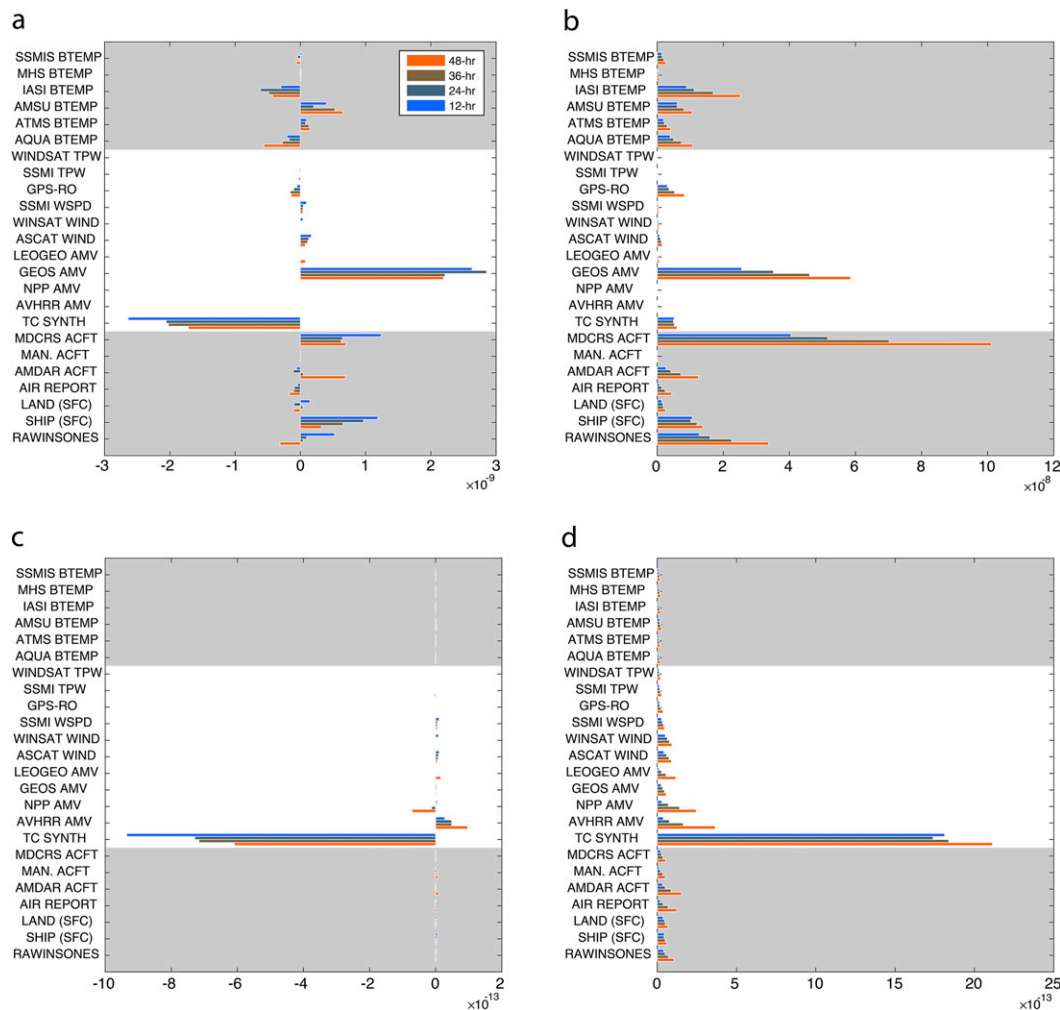 a
SSMIS BTEMP
MHS BTEMP
IASI BTEMP
AMSU BTEMP
ATMS BTEMP
AQUA BTEMP
WINDSAT TPW
SSMI TPW
GPS-RO
SSMI WSPD
WINSAT WIND
ASCAT WIND
LEOGEO AMV
GEOS AMV
NPP AMV
AVHRR AMV
TC SYNTH
MDCRS ACFT
MAN. ACFT
AMDAR ACFT
AIR REPORT
LAND (SFC)
SHIP (SFC)
RAWINSONES
48-hr
36-hr
24-hr
12-hr
-3 -2 -1 0 1 2 3
×10⁻⁹
b
SSMIS BTEMP
MHS BTEMP
IASI BTEMP
AMSU BTEMP
ATMS BTEMP
AQUA BTEMP
WINDSAT TPW
SSMI TPW
GPS-RO
SSMI WSPD
WINSAT WIND
ASCAT WIND
LEOGEO AMV
GEOS AMV
NPP AMV
AVHRR AMV
TC SYNTH
MDCRS ACFT
MAN. ACFT
AMDAR ACFT
AIR REPORT
LAND (SFC)
SHIP (SFC)
RAWINSONES
0 2 4 6 8 10 12
×10⁻⁸
c
SSMIS BTEMP
MHS BTEMP
IASI BTEMP
AMSU BTEMP
ATMS BTEMP
AQUA BTEMP
WINDSAT TPW
SSMI TPW
GPS-RO
SSMI WSPD
WINSAT WIND
ASCAT WIND
LEOGEO AMV
GEOS AMV
NPP AMV
AVHRR AMV
TC SYNTH
MDCRS ACFT
MAN. ACFT
AMDAR ACFT
AIR REPORT
LAND (SFC)
SHIP (SFC)
RAWINSONES
-10 -8 -6 -4 -2 0 2
×10⁻¹³
d
SSMIS BTEMP
MHS BTEMP
IASI BTEMP
AMSU BTEMP
ATMS BTEMP
AQUA BTEMP
WINDSAT TPW
SSMI TPW
GPS-RO
SSMI WSPD
WINSAT WIND
ASCAT WIND
LEOGEO AMV
GEOS AMV
NPP AMV
AVHRR AMV
TC SYNTH
MDCRS ACFT
MAN. ACFT
AMDAR ACFT
AIR REPORT
LAND (SFC)
SHIP (SFC)
RAWINSONES
0 5 10 15 20 25
×10⁻¹³